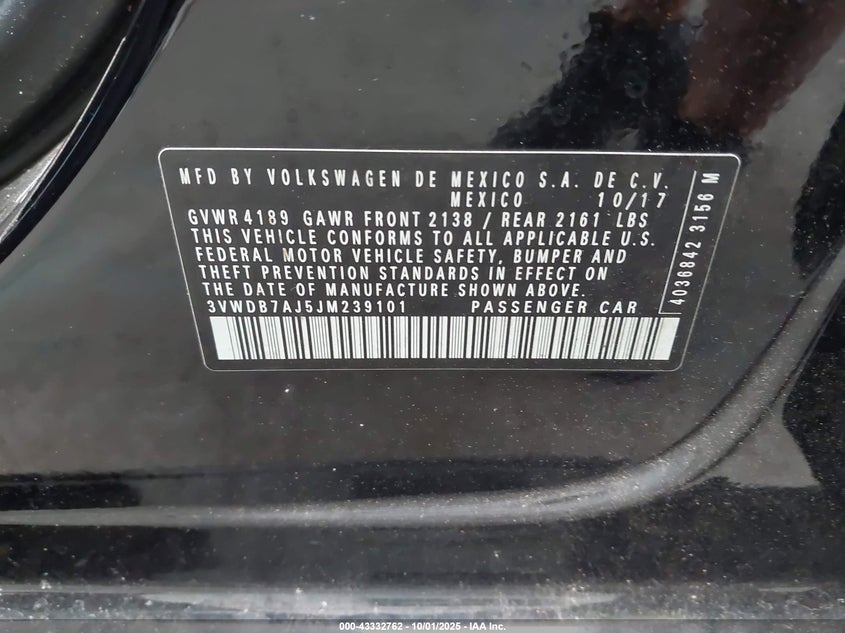 MFD BY VOLKSWAGEN DE MEXICO S.A. DE C.V.
MEXICO 10/17
GVWR 4189 GAWR FRONT 2138 / REAR 2161 LBS
THIS VEHICLE CONFORMS TO ALL APPLICABLE U.S.
FEDERAL MOTOR VEHICLE SAFETY, BUMPER AND
THEFT PREVENTION STANDARDS IN EFFECT ON
THE DATE OF MANUFACTURE SHOWN ABOVE.
3VWDB7AJ5JM239101 PASSENGER CAR
4036842 3156 M
000-43332762 - 10/01/2025 - IAA Inc.